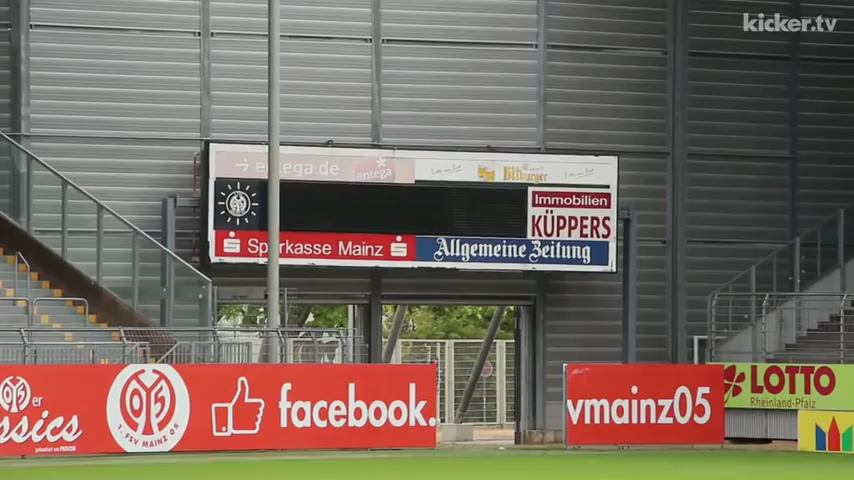 kicker.tv
entega.de
entega
Bitburger
Immobilien
KÜPPERS
Sparkasse Mainz
Allgemeine Zeitung
05
er
ssics
05
1. FSV MAINZ 05
facebook.
vmainz05
LOTTO
Rheinland-Pfalz